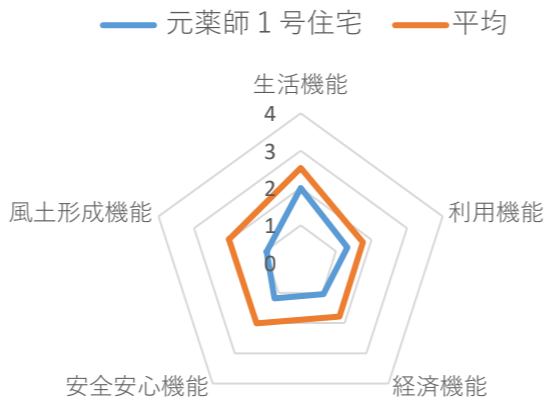 元薬師１号住宅 平均
生活機能
4
3
2
1
0
利用機能
経済機能
安全安心機能
風土形成機能